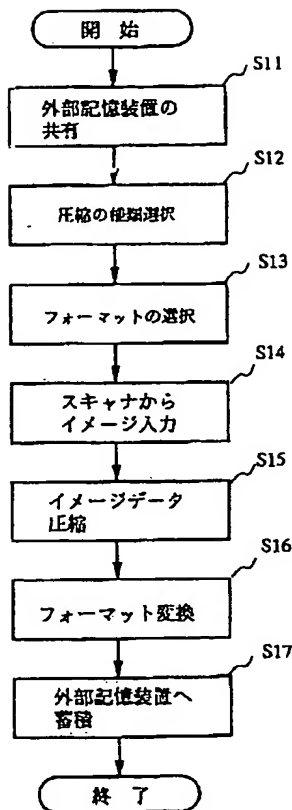 開 始
S11
外部記憶装置の
共有
S12
圧縮の種類選択
S13
フォーマットの選択
S14
スキャナから
イメージ入力
S15
イメージデータ
圧縮
S16
フォーマット変換
S17
外部記憶装置へ
蓄積
終 了